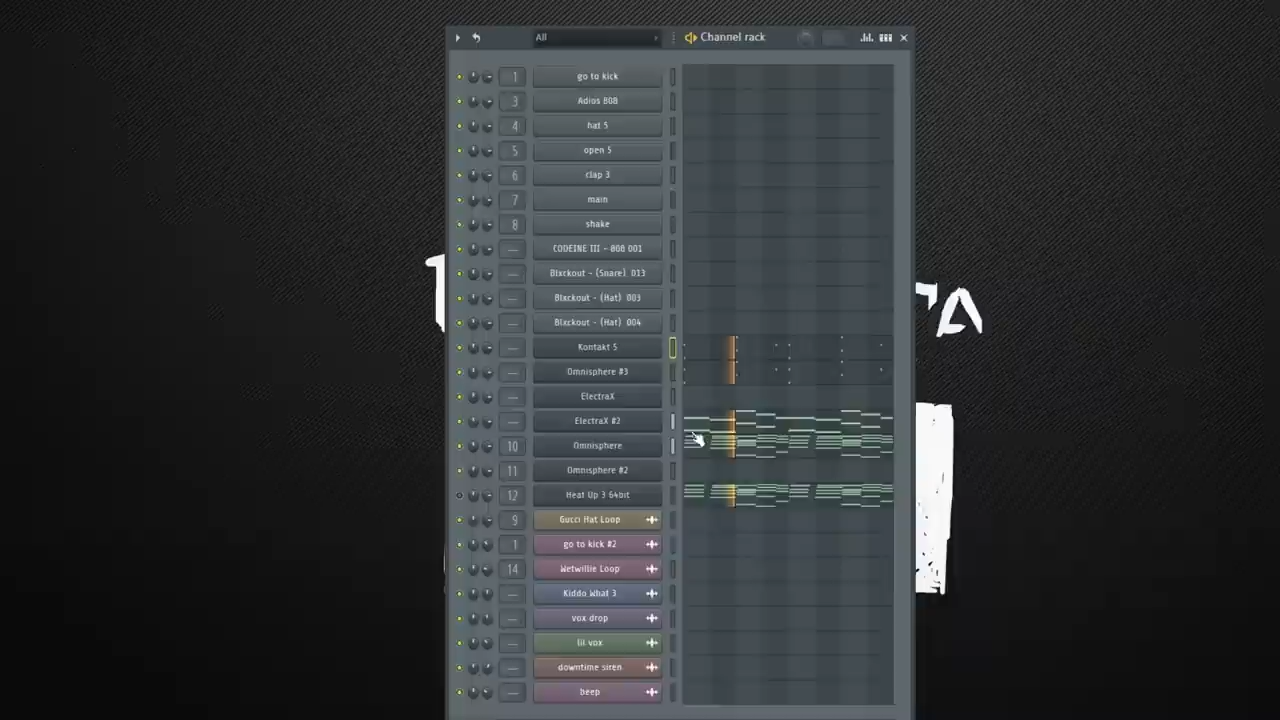 All
Channel rack
1 go to kick
3 Adios 808
4 hat 5
5 open 5
6 clap 3
7 main
8 shake
CODEINE III - 808 001
Blxckout - (Snare) 013
Blxckout - (Hat) 003
Blxckout - (Hat) 004
Kontakt 5
Omnisphere #3
ElectraX
ElectraX #2
10 Omnisphere
11 Omnisphere #2
12 Heat Up 3 64bit
9 Gucci Hat Loop
1 go to kick #2
14 Wetwillie Loop
Kiddo What 3
vox drop
lil vox
downtime siren
beep